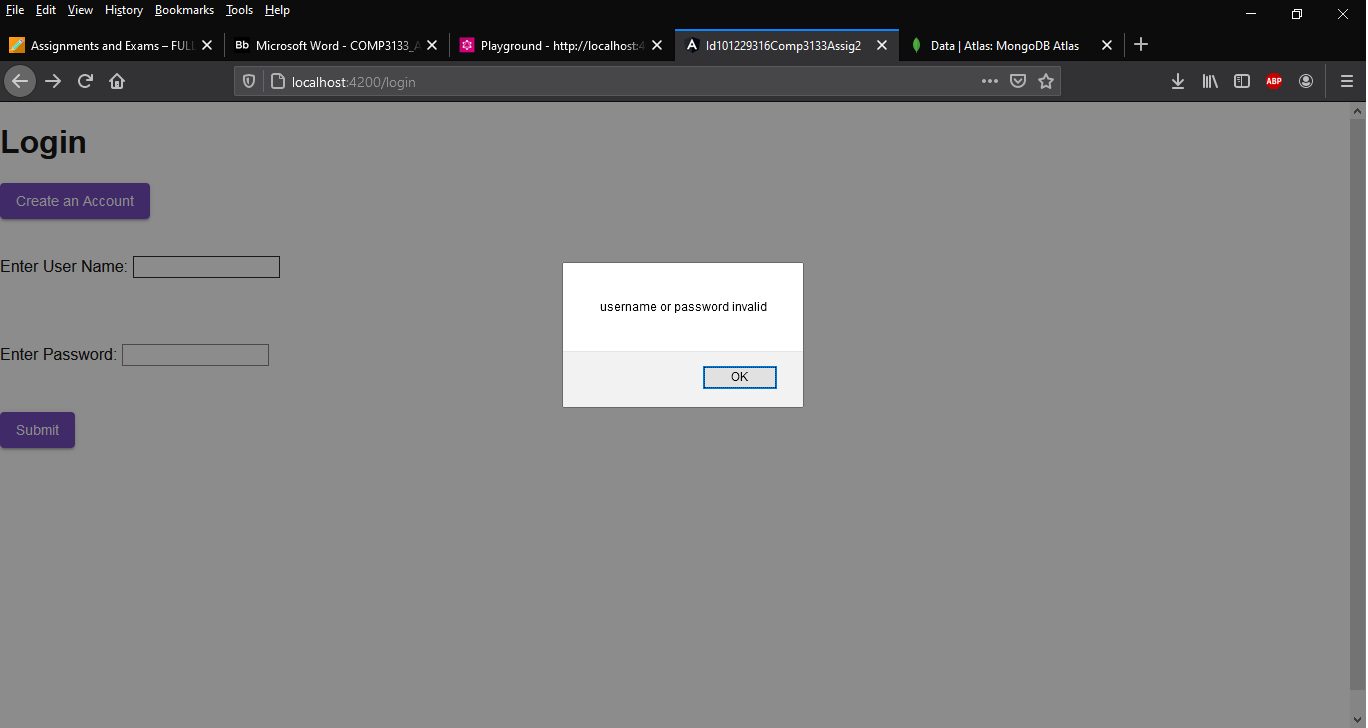 File Edit View History Bookmarks Tools Help
Assignments and Exams – FULL
Bb Microsoft Word - COMP3133_A
Playground - http://localhost:4
Id101229316Comp3133Assig2
Data | Atlas: MongoDB Atlas
localhost:4200/login
ABP
Login
Create an Account
Enter User Name:
username or password invalid
Enter Password:
OK
Submit